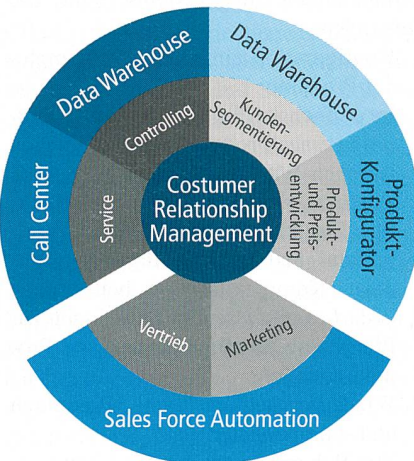 Data Warehouse
Data Warehouse
Controlling
Kunden-
Segmentierung
Call Center
Service
Costumer
Relationship
Management
Produkt-
und Preis-
entwicklung
Produkt-
Konfigurator
Vertrieb
Marketing
Sales Force Automation